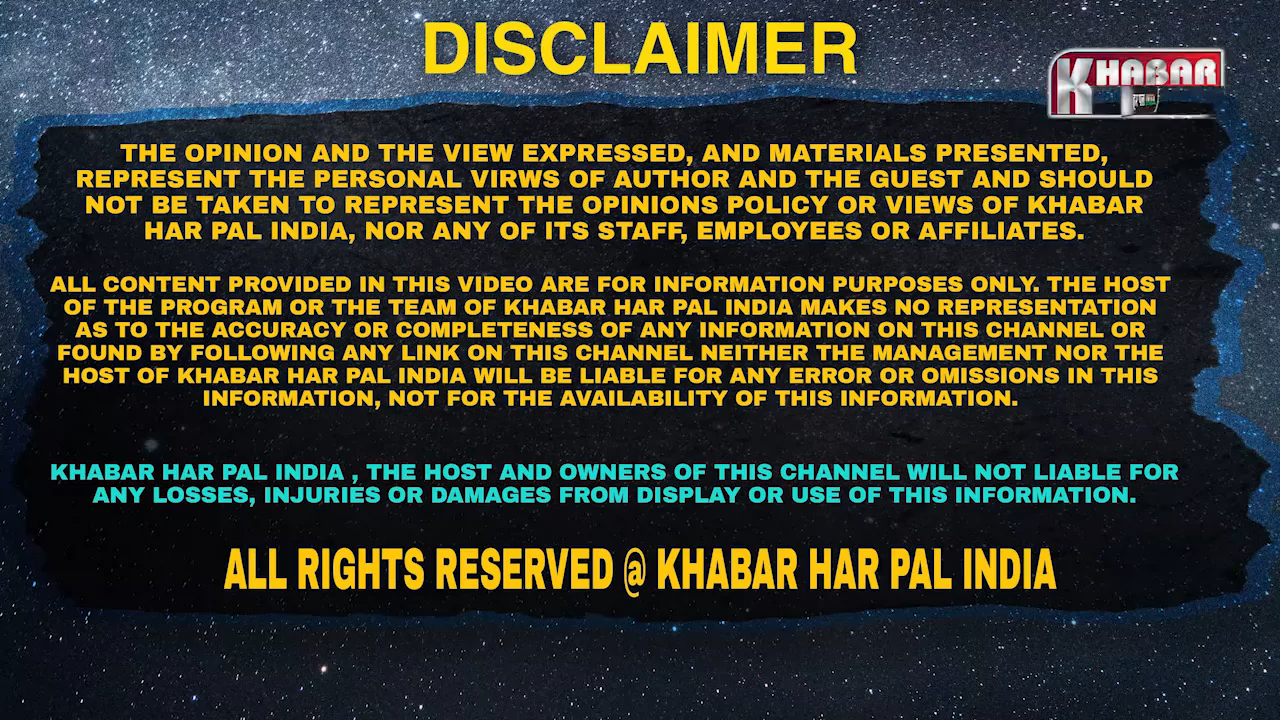 DISCLAIMER
KHABAR
THE OPINION AND THE VIEW EXPRESSED, AND MATERIALS PRESENTED,
REPRESENT THE PERSONAL VIRWS OF AUTHOR AND THE GUEST AND SHOULD
NOT BE TAKEN TO REPRESENT THE OPINIONS POLICY OR VIEWS OF KHABAR
HAR PAL INDIA, NOR ANY OF ITS STAFF, EMPLOYEES OR AFFILIATES.
ALL CONTENT PROVIDED IN THIS VIDEO ARE FOR INFORMATION PURPOSES ONLY. THE HOST
OF THE PROGRAM OR THE TEAM OF KHABAR HAR PAL INDIA MAKES NO REPRESENTATION
AS TO THE ACCURACY OR COMPLETENESS OF ANY INFORMATION ON THIS CHANNEL OR
FOUND BY FOLLOWING ANY LINK ON THIS CHANNEL NEITHER THE MANAGEMENT NOR THE
HOST OF KHABAR HAR PAL INDIA WILL BE LIABLE FOR ANY ERROR OR OMISSIONS IN THIS
INFORMATION, NOT FOR THE AVAILABILITY OF THIS INFORMATION.
KHABAR HAR PAL INDIA , THE HOST AND OWNERS OF THIS CHANNEL WILL NOT LIABLE FOR
ANY LOSSES, INJURIES OR DAMAGES FROM DISPLAY OR USE OF THIS INFORMATION.
ALL RIGHTS RESERVED @ KHABAR HAR PAL INDIA